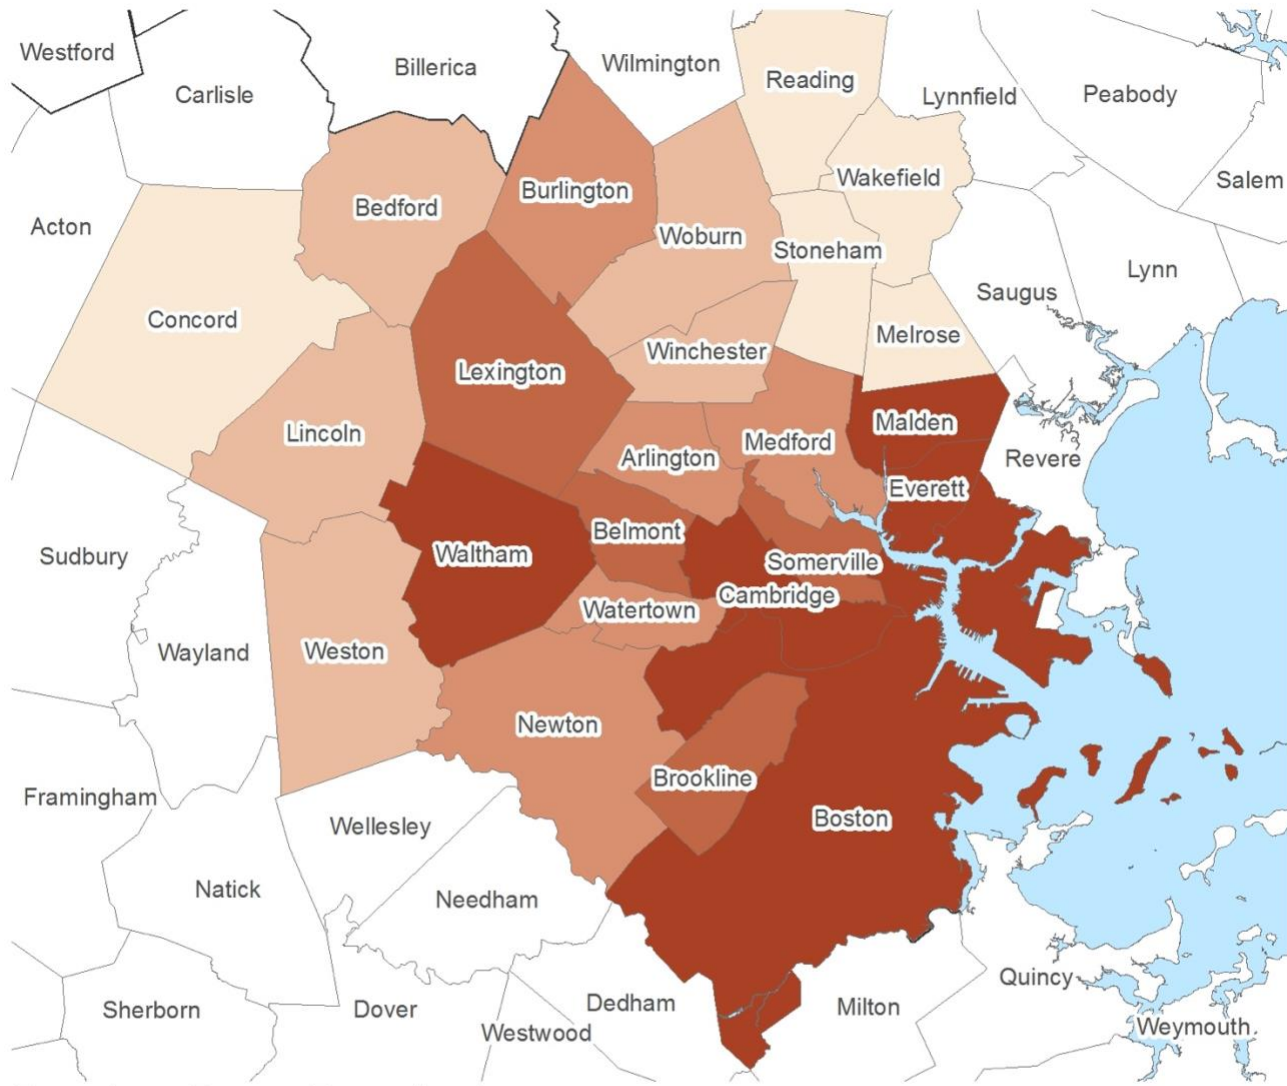 Westford
Billerica
Wilmington
Carlisle
Reading
Lynnfield
Peabody
Salem
Wakefield
Burlington
Bedford
Acton
Woburn
Stoneham
Lynn
Saugus
Concord
Melrose
Winchester
Lexington
Malden
Lincoln
Medford
Arlington
Revere
Everett
Belmont
Sudbury
Waltham
Somerville
Cambridge
Watertown
Wayland
Weston
Newton
Brookline
Framingham
Boston
Wellesley
Natick
Needham
Quincy
Sherborn
Dover
Dedham
Milton
Westwood
Weymouth